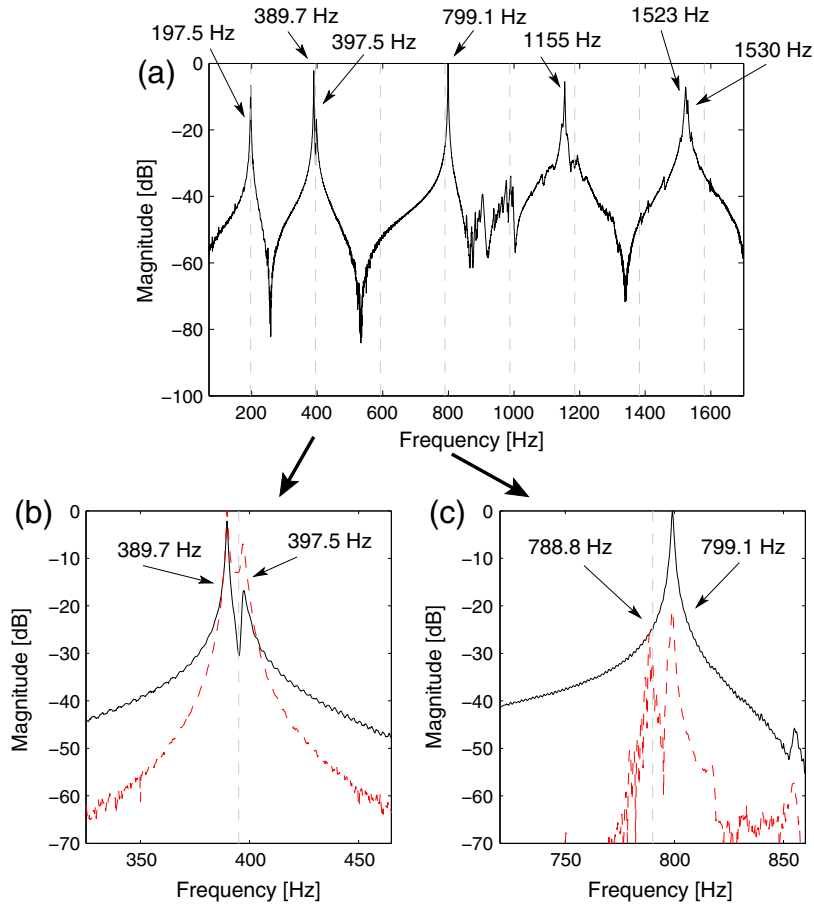 389.7 Hz
799.1 Hz
1523 Hz
197.5 Hz
397.5 Hz
1155 Hz
1530 Hz
(a)
0
−20
−40
−60
−80
−100
Magnitude [dB]
200 400 600 800 1000 1200 1400 1600
Frequency [Hz]
(b)
389.7 Hz
397.5 Hz
0
−10
−20
−30
−40
−50
−60
−70
Magnitude [dB]
350 400 450
Frequency [Hz]
(c)
788.8 Hz
799.1 Hz
0
−10
−20
−30
−40
−50
−60
−70
Magnitude [dB]
750 800 850
Frequency [Hz]